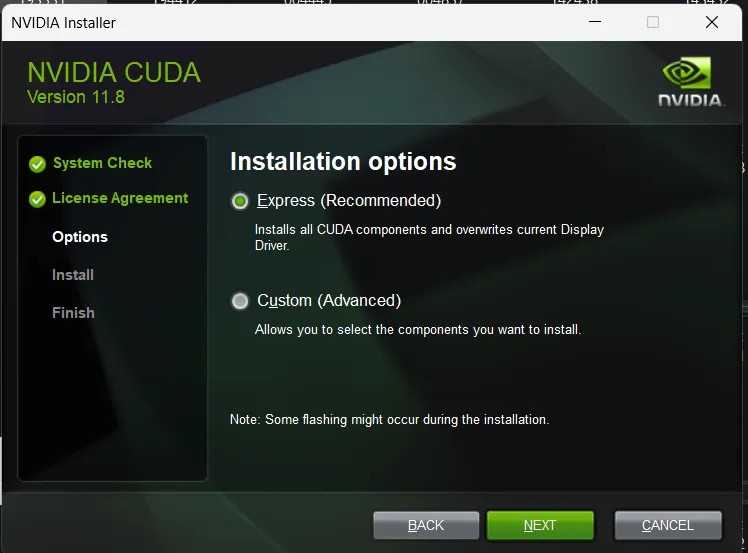 NVIDIA Installer
NVIDIA CUDA
Version 11.8
NVIDIA.
System Check
License Agreement
Options
Install
Finish
Installation options
Express (Recommended)
Installs all CUDA components and overwrites current Display
Driver.
Custom (Advanced)
Allows you to select the components you want to install.
Note: Some flashing might occur during the installation.
BACK
NEXT
CANCEL